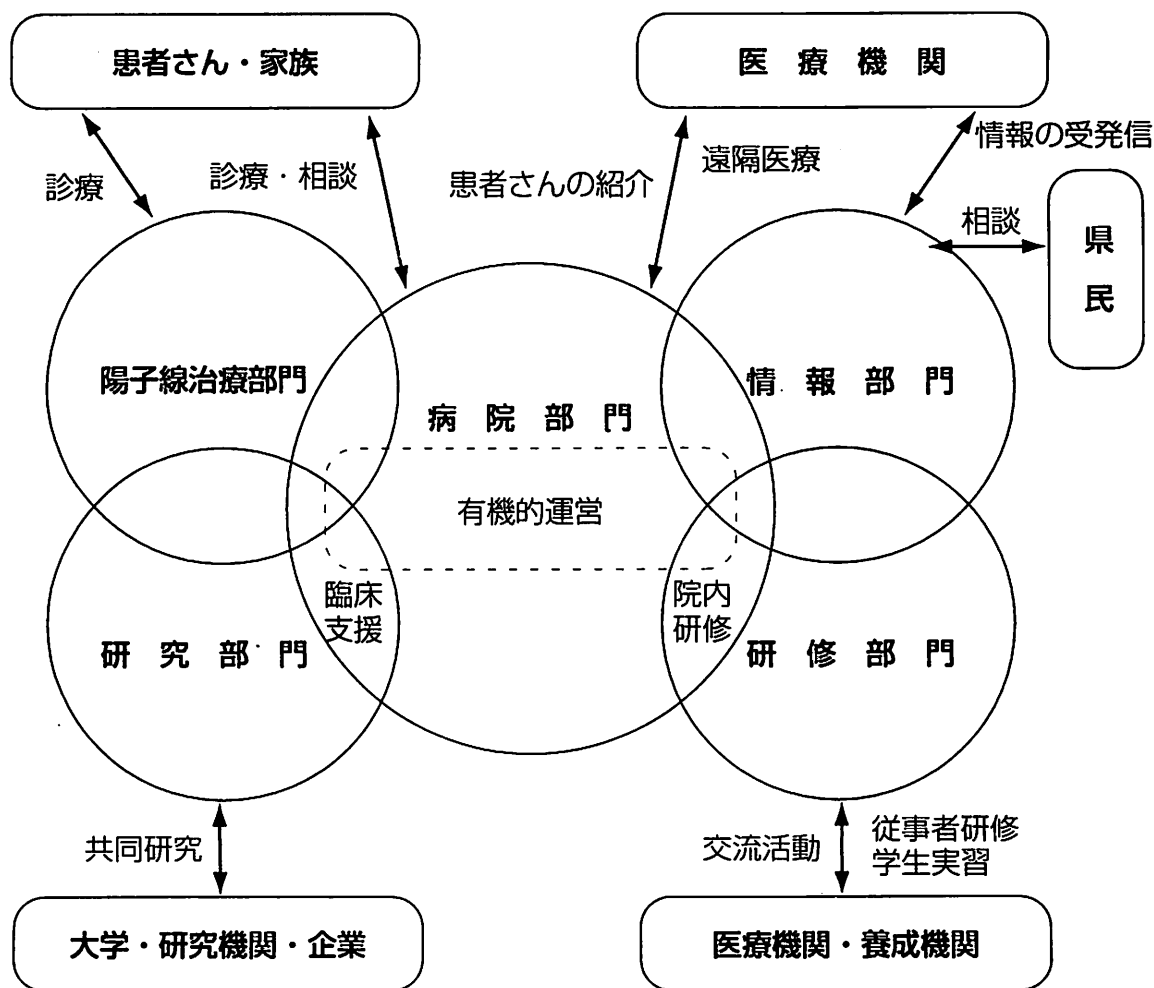 患者さん・家族
医療機関
情報の受発信
診療
診療・相談
患者さんの紹介
遠隔医療
相談
県民
陽子線治療部門
病院部門
情報部門
有機的運営
臨床
支援
院内
研修
研究部門
研修部門
共同研究
交流活動
従事者研修
学生実習
大学・研究機関・企業
医療機関・養成機関